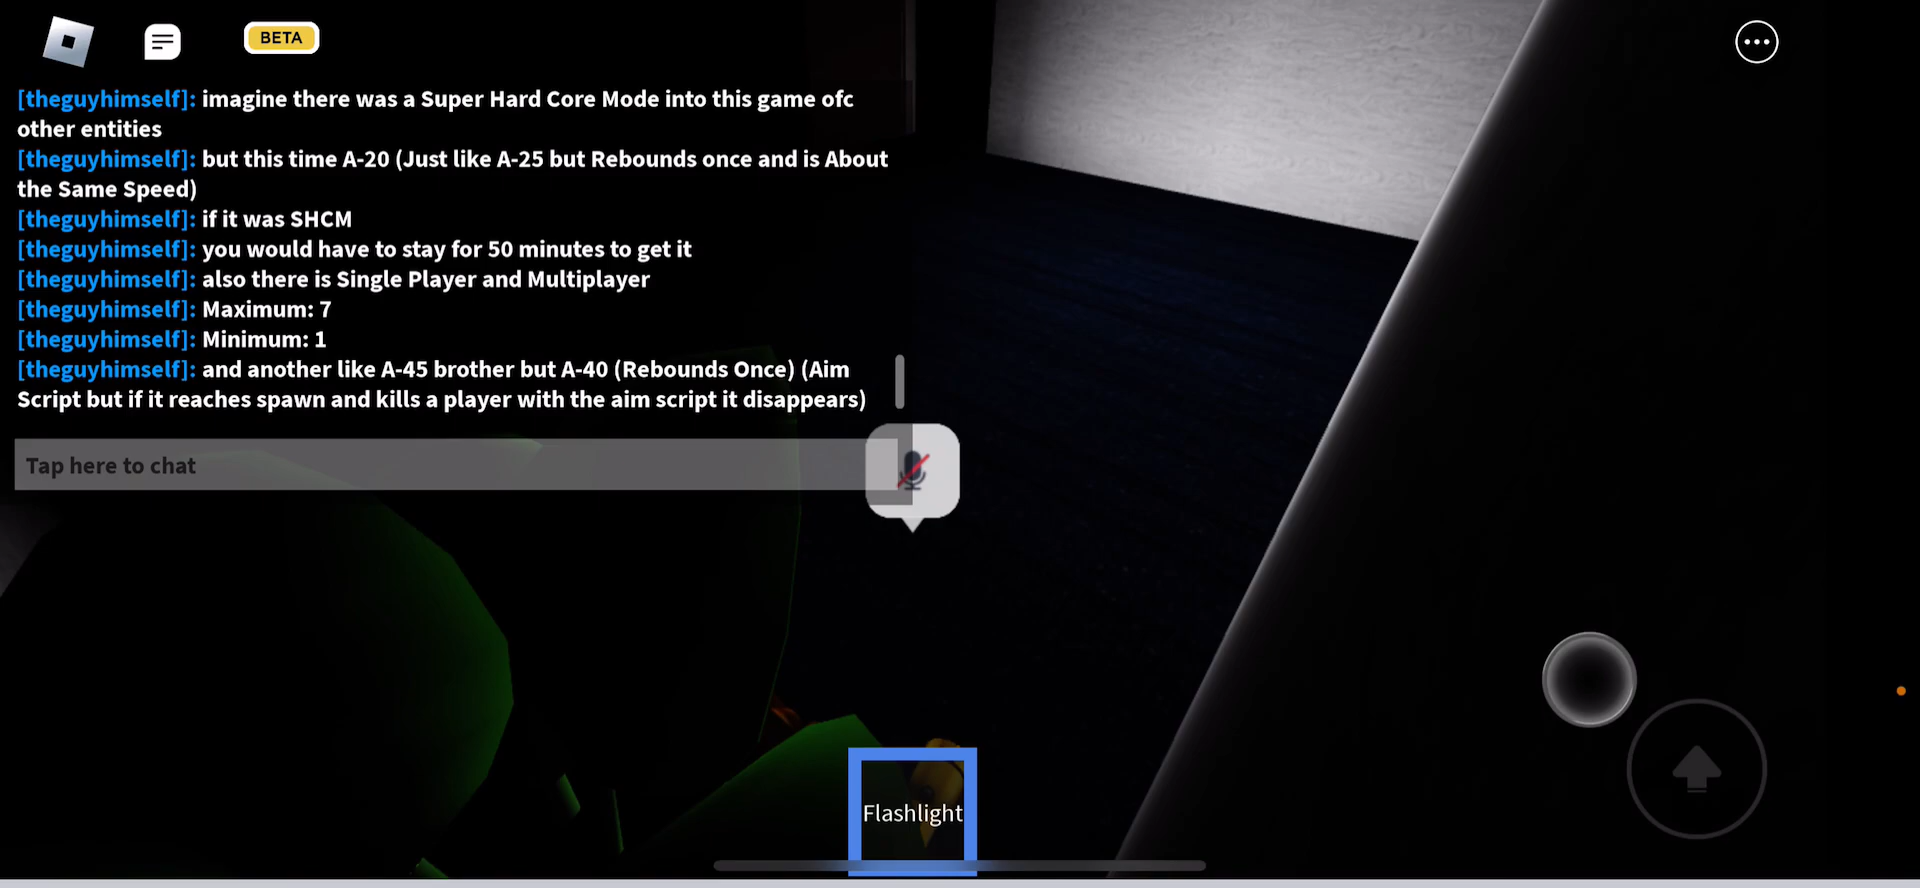 BETA
[theguyhimself]: imagine there was a Super Hard Core Mode into this game ofc
other entities
[theguyhimself]: but this time A-20 (Just like A-25 but Rebounds once and is About
the Same Speed)
[theguyhimself]: if it was SHCM
[theguyhimself]: you would have to stay for 50 minutes to get it
[theguyhimself]: also there is Single Player and Multiplayer
[theguyhimself]: Maximum: 7
[theguyhimself]: Minimum: 1
[theguyhimself]: and another like A-45 brother but A-40 (Rebounds Once) (Aim
Script but if it reaches spawn and kills a player with the aim script it disappears)
Tap here to chat
Flashlight